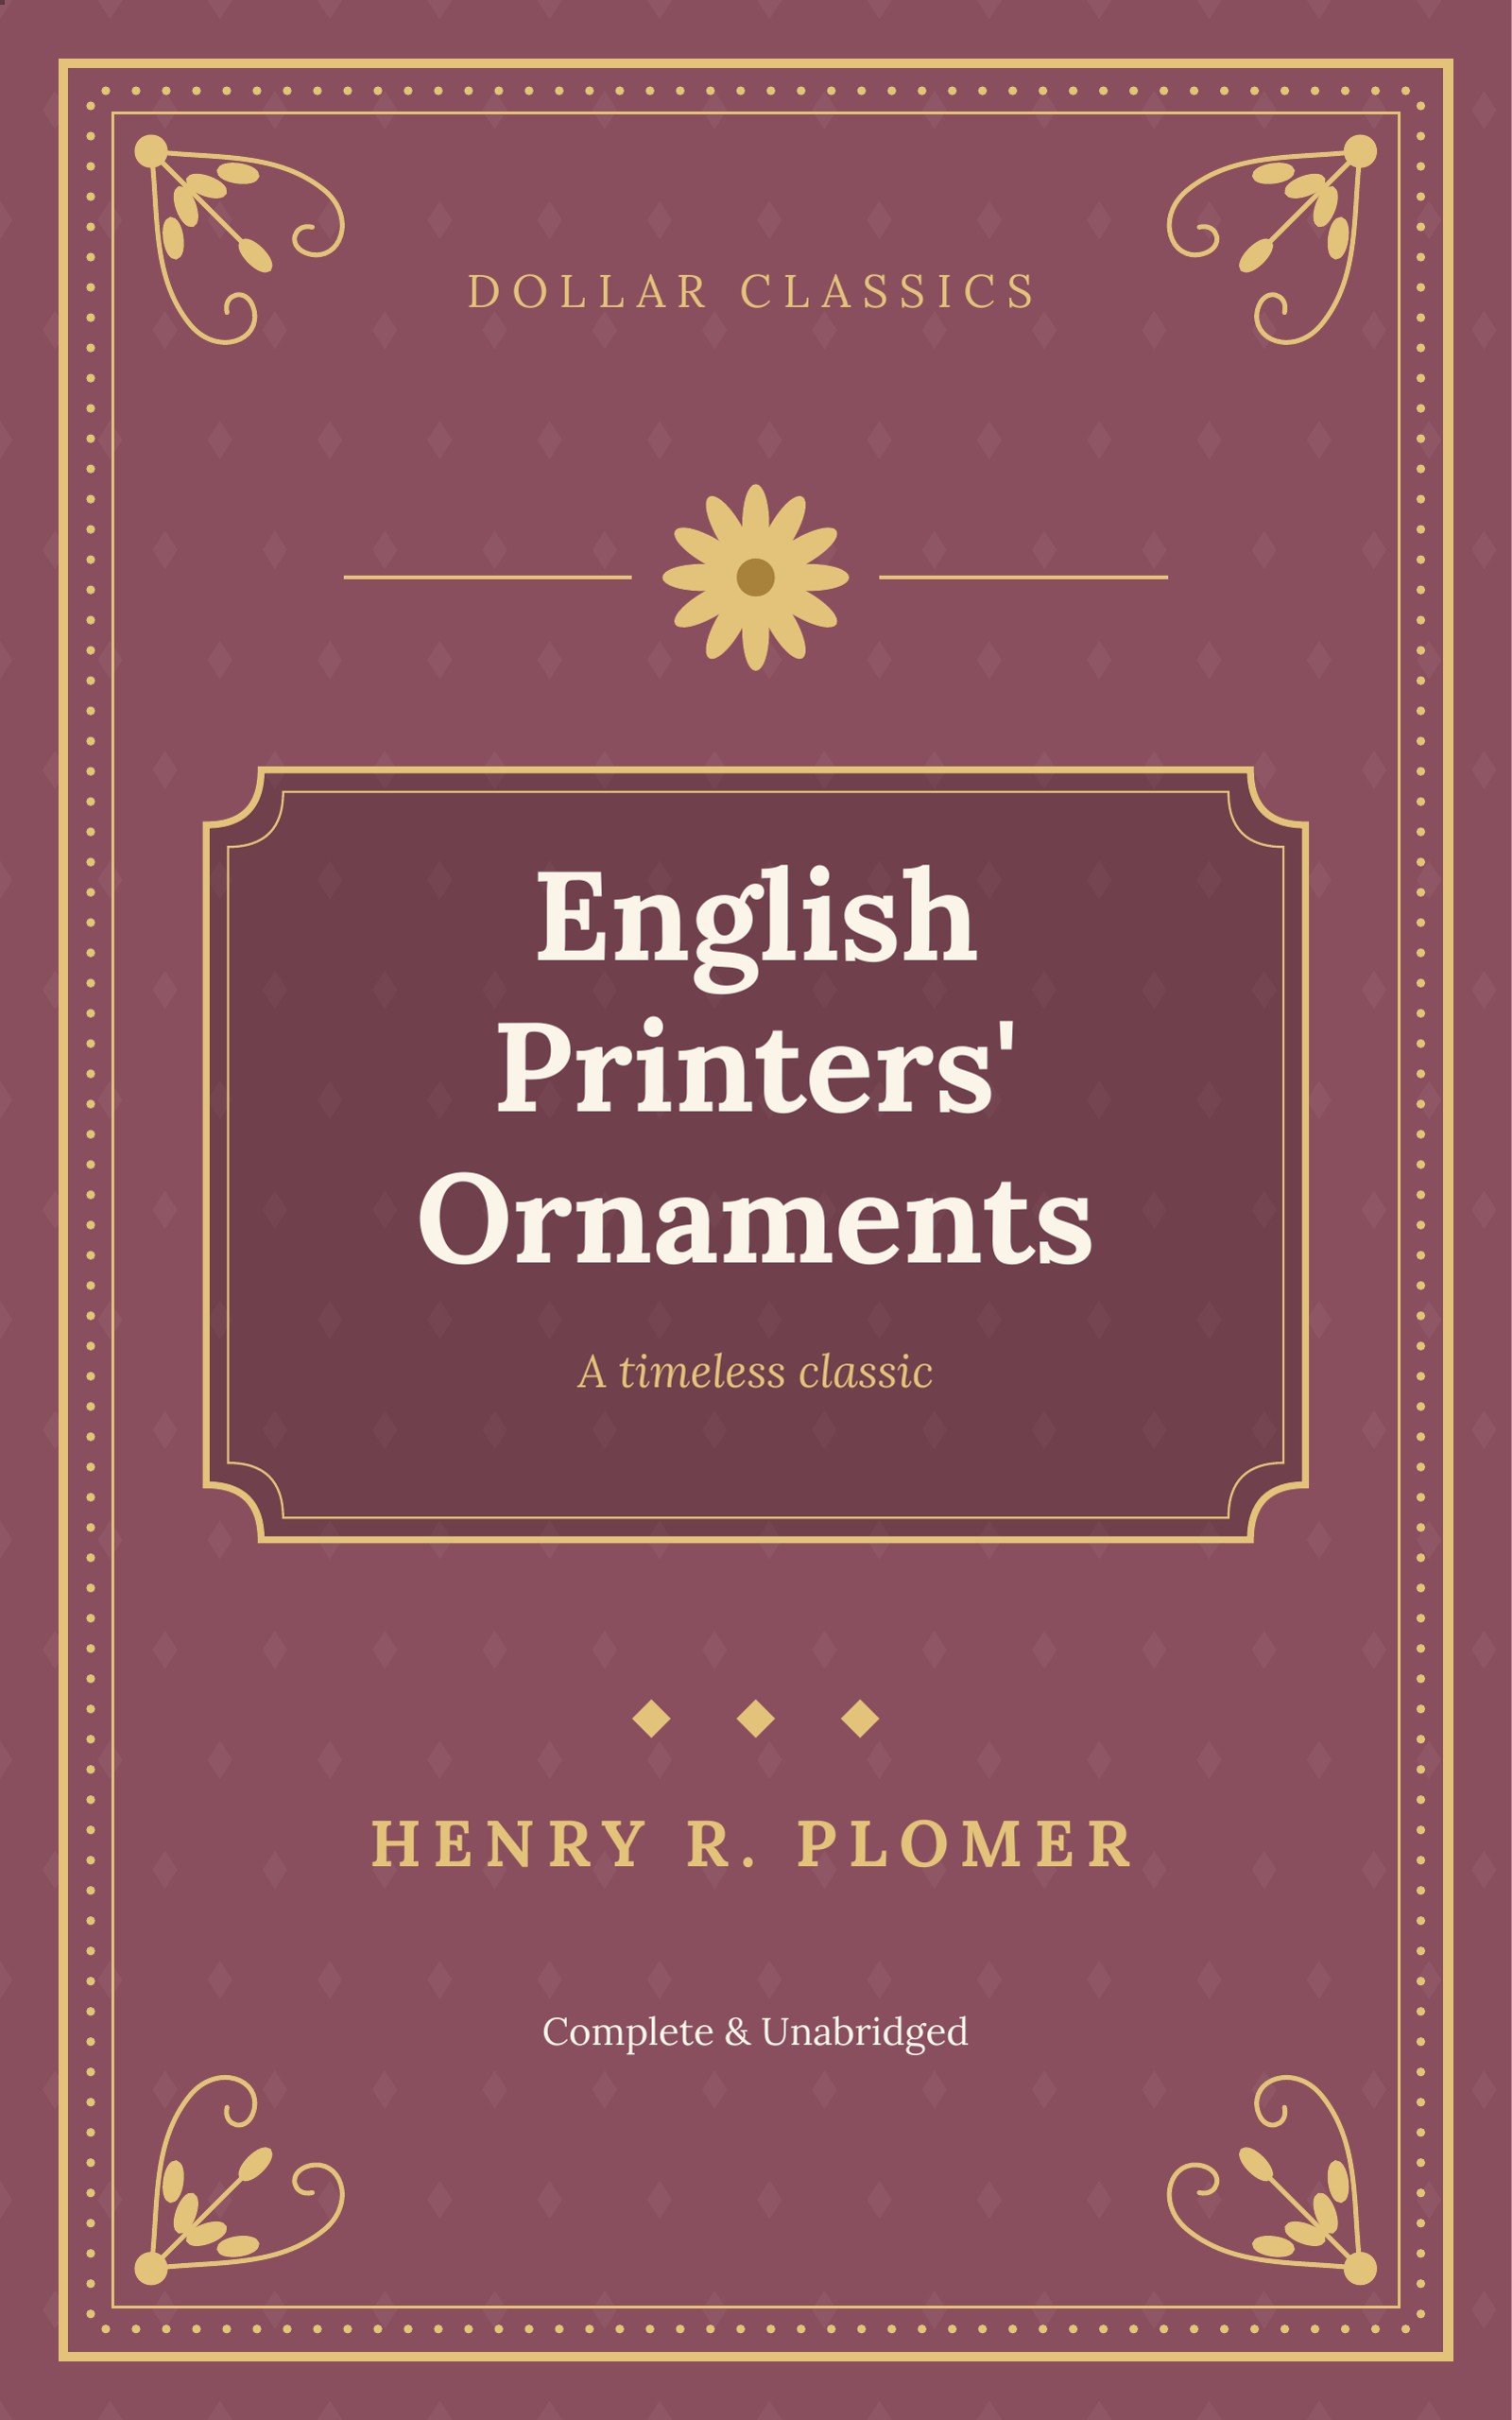 DOLLAR CLASSICS
English
Printers'
Ornaments
A timeless classic
HENRY R. PLOMER
Complete & Unabridged